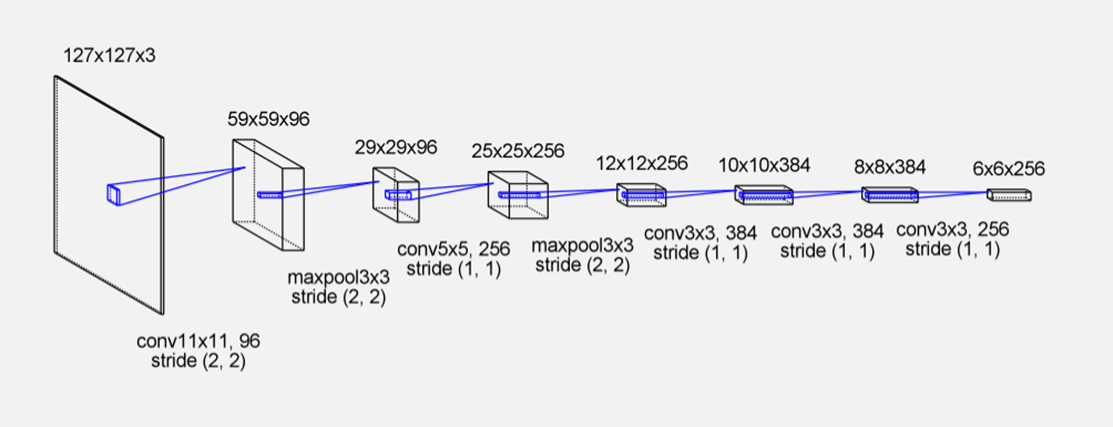 127x127x3
59x59x96
29x29x96
25x25x256
12x12x256
10x10x384
8x8x384
6x6x256
conv11x11, 96
stride (2, 2)
maxpool3x3
stride (2, 2)
conv5x5, 256
stride (1, 1)
maxpool3x3
stride (2, 2)
conv3x3, 384
stride (1, 1)
conv3x3, 384
stride (1, 1)
conv3x3, 256
stride (1, 1)